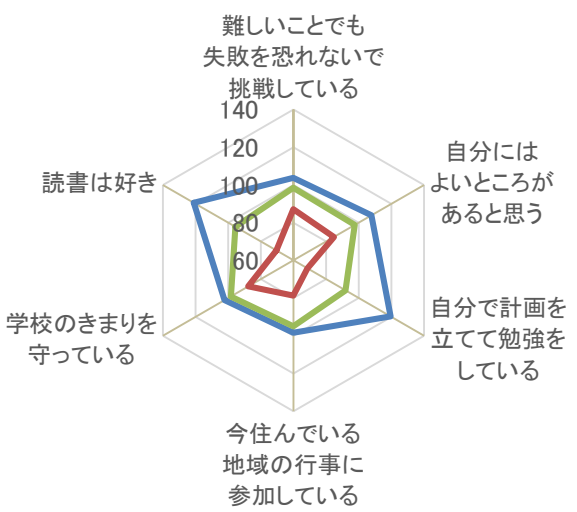 難しいことでも
失敗を恐れないで
挑戦している
140
120
100
80
60
自分には
よいところが
あると思う
自分で計画を
立てて勉強を
している
今住んでいる
地域の行事に
参加している
学校のきまりを
守っている
読書は好き